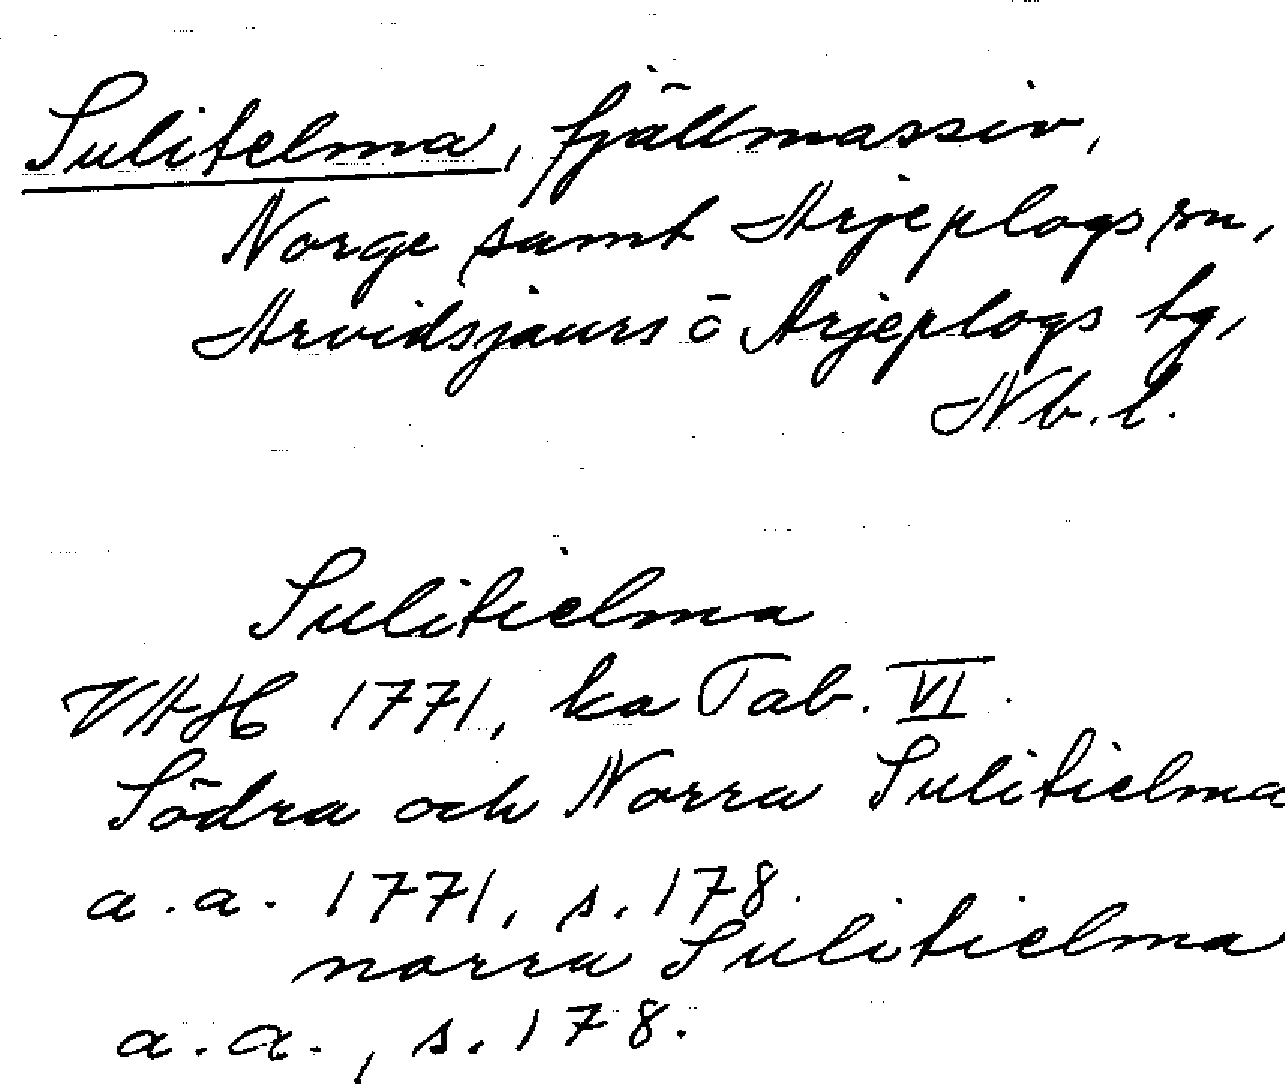 Sulitelma, fjällmassiv,
Norge samt Arjeplogs sn,
Arvidsjaurs o Arjeplogs tg,
Nb. l.
Sulitielma
VAH 1771, ka Tab. VI.
Södra och Norra Sulitielma
a.a. 1771, s. 178.
norra Sulitielma
a.a., s. 178.